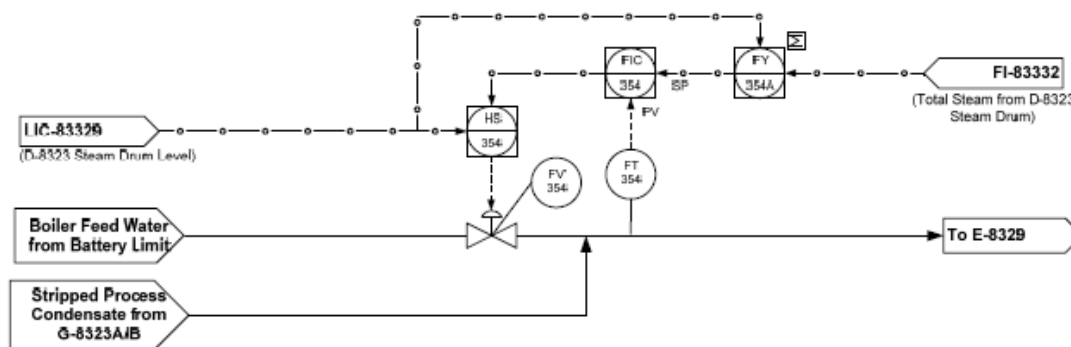 FIC
354
FY
354A
Σ
SP
PV
FI-83332
(Total Steam from D-8323
Steam Drum)
LIC-83329
(D-8323 Steam Drum Level)
HS
354
FT
354
FV
354
Boiler Feed Water
from Battery Limit
To E-8329
Stripped Process
Condensate from
G-8323A/B